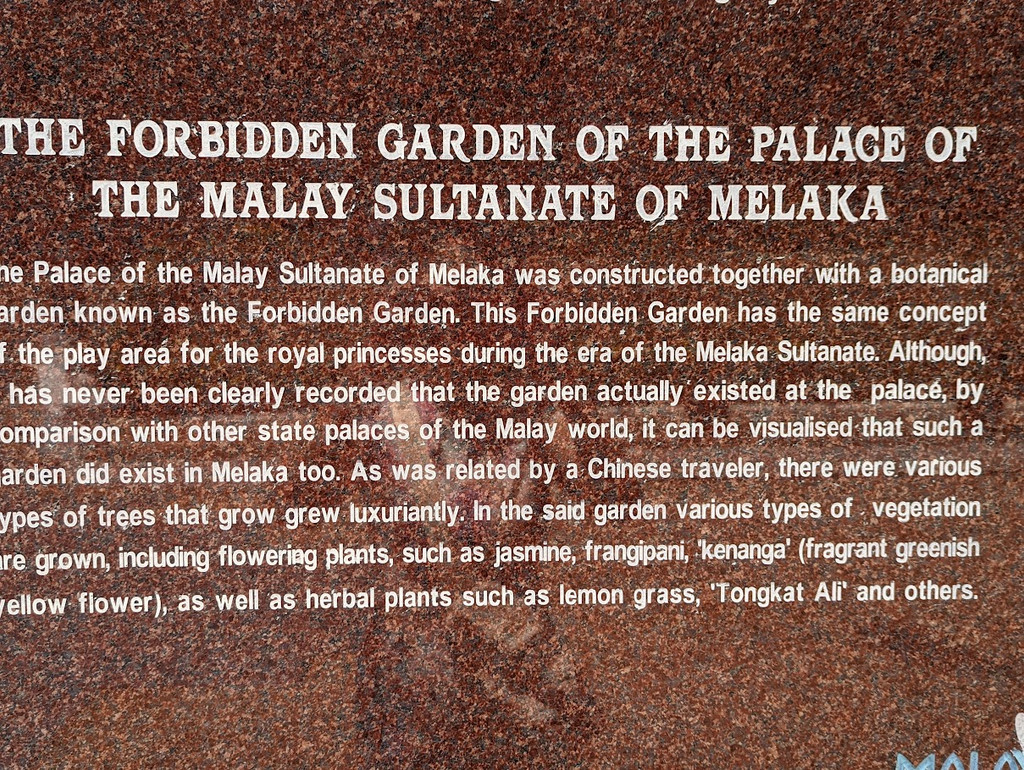 THE FORBIDDEN GARDEN OF THE PALACE OF
THE MALAY SULTANATE OF MELAKA
he Palace of the Malay Sultanate of Melaka was constructed together with a botanical
arden known as the Forbidden Garden. This Forbidden Garden has the same concept
f the play area for the royal princesses during the era of the Melaka Sultanate. Although,
has never been clearly recorded that the garden actually existed at the palace, by
omparison with other state palaces of the Malay world, it can be visualised that such a
arden did exist in Melaka too. As was related by a Chinese traveler, there were various
ypes of trees that grow grew luxuriantly. In the said garden various types of vegetation
re grown, including flowering plants, such as jasmine, frangipani, 'kenanga' (fragrant greenish
yellow flower), as well as herbal plants such as lemon grass, 'Tongkat Ali' and others.